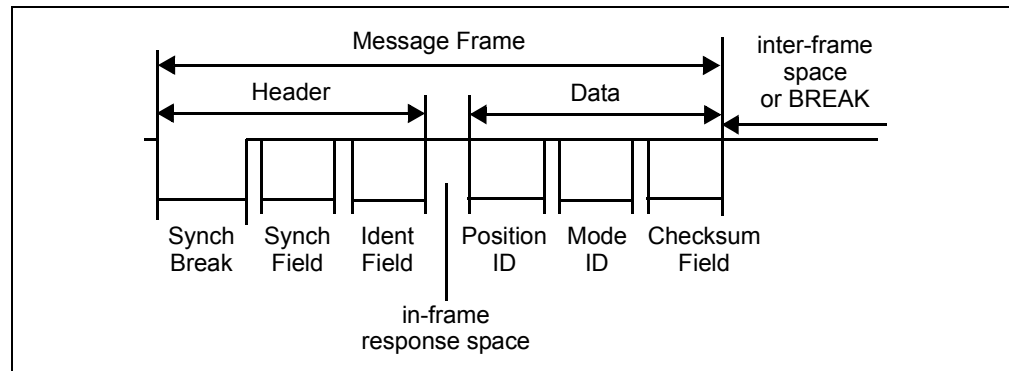 Message Frame
inter-frame
space
or BREAK
Header
Data
Synch
Break
Synch
Field
Ident
Field
Position
ID
Mode
ID
Checksum
Field
in-frame
response space